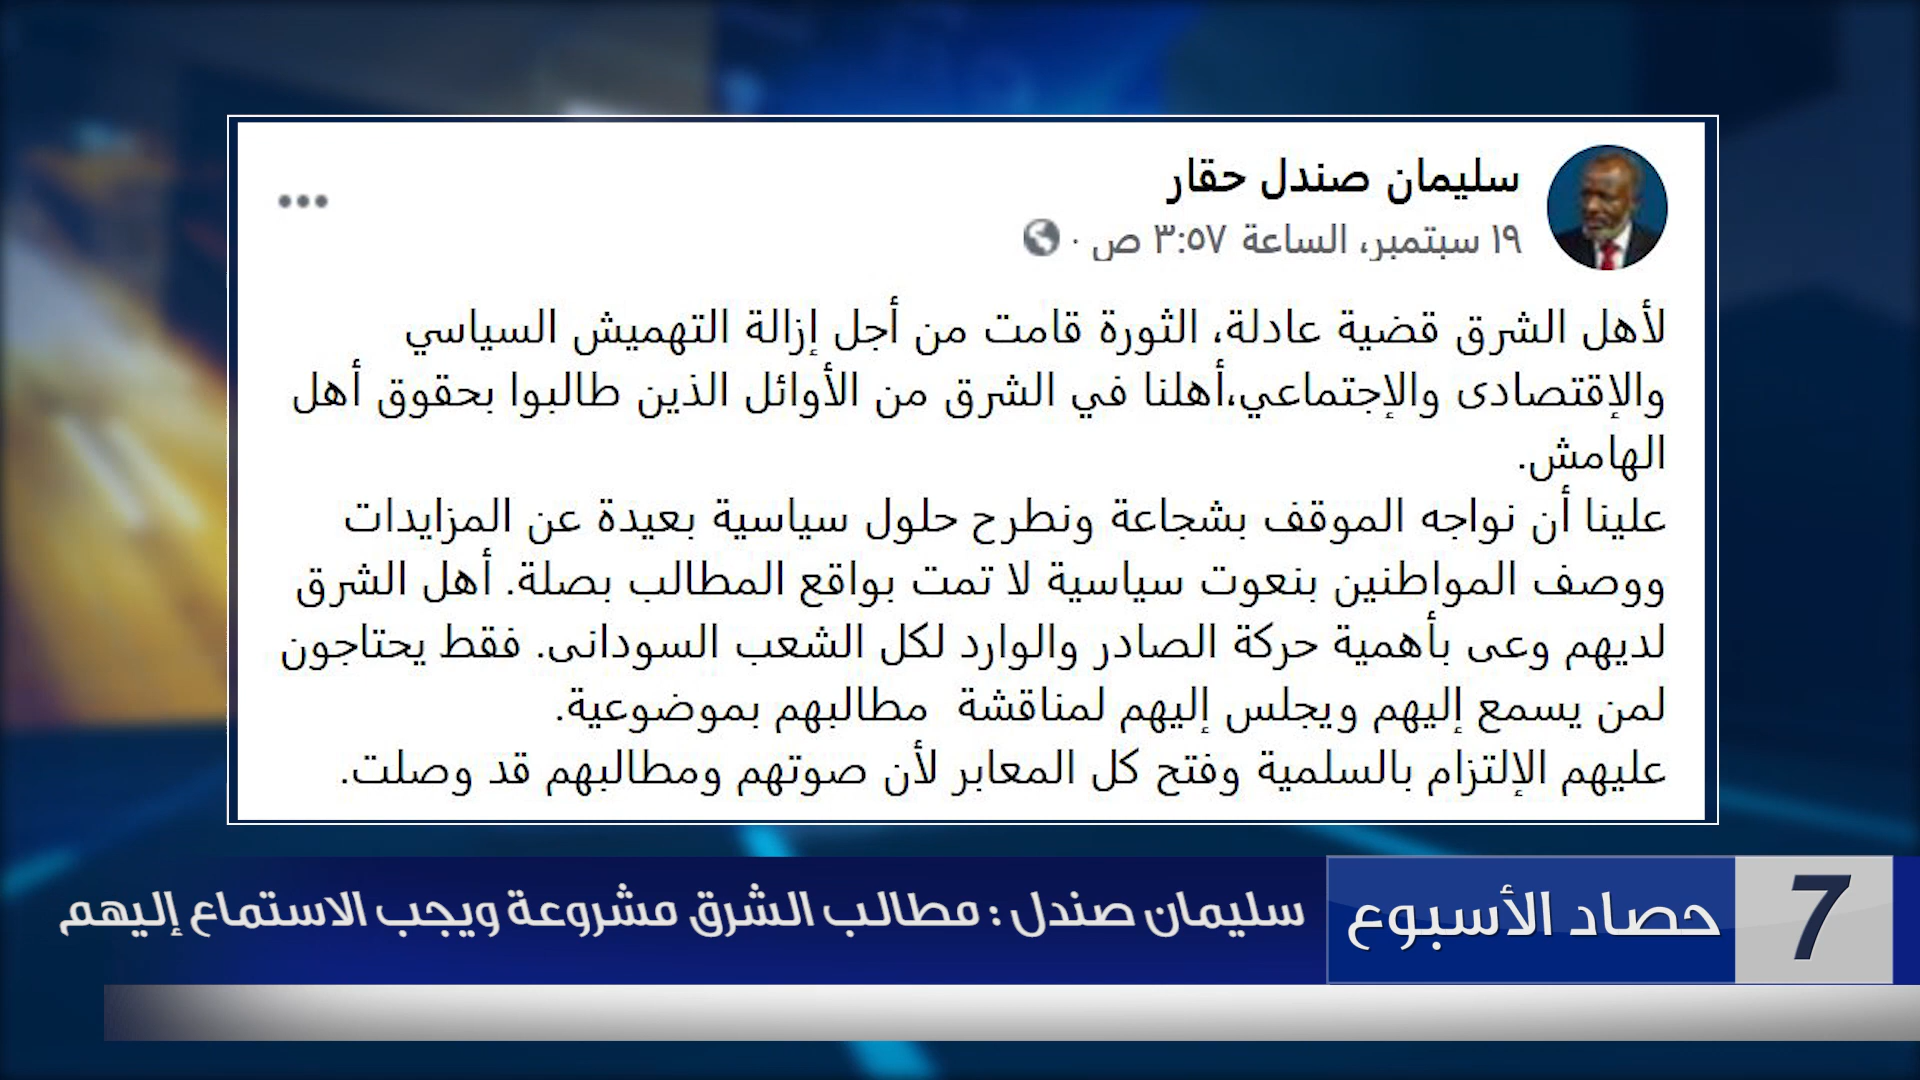 سليمان صندل حقار
١٩ سبتمبر، الساعة ٣:٥٧ ص ·
لأهل الشرق قضية عادلة، الثورة قامت من أجل إزالة التهميش السياسي
والإقتصادى والإجتماعي،أهلنا في الشرق من الأوائل الذين طالبوا بحقوق أهل
الهامش.
علينا أن نواجه الموقف بشجاعة ونطرح حلول سياسية بعيدة عن المزايدات
ووصف المواطنين بنعوت سياسية لا تمت بواقع المطالب بصلة. أهل الشرق
لديهم وعى بأهمية حركة الصادر والوارد لكل الشعب السودانى. فقط يحتاجون
لمن يسمع إليهم ويجلس إليهم لمناقشة مطالبهم بموضوعية.
عليهم الإلتزام بالسلمية وفتح كل المعابر لأن صوتهم ومطالبهم قد وصلت.
7
حصاد الأسبوع
سليمان صندل : مطالب الشرق مشروعة ويجب الاستماع إليهم